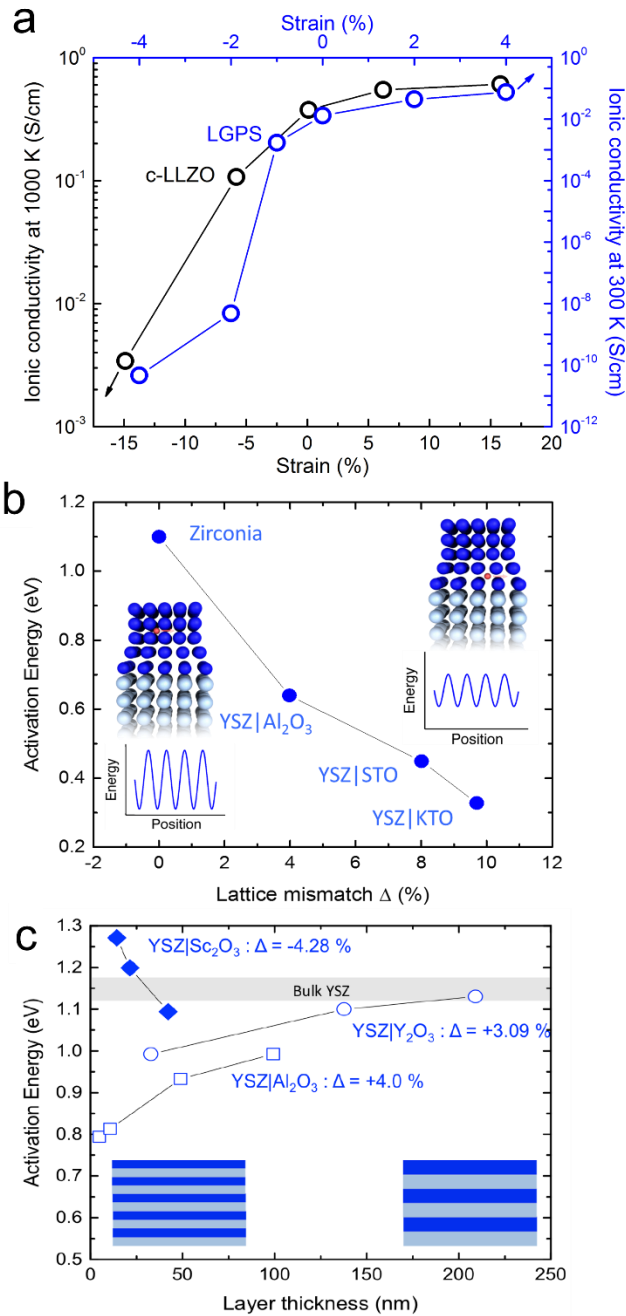 a
Strain (%)
-4 -2 0 2 4
10⁰ 10⁰
10⁻² 
10⁻¹ 10⁻⁴
10⁻⁶
10⁻² 10⁻⁸
10⁻¹⁰
10⁻³ 10⁻¹²
Ionic conductivity at 1000 K (S/cm)
LGPS
c-LLZO
Ionic conductivity at 300 K (S/cm)
-15 -10 -5 0 5 10 15 20
Strain (%)
b
1.2
1.0
0.8
0.6
0.4
0.2
Activation Energy (eV)
Zirconia
YSZ|Al₂O₃
YSZ|STO
YSZ|KTO
Energy
Position
Energy
Position
-2 0 2 4 6 8 10 12
Lattice mismatch Δ (%)
c
1.3
1.2
1.1
1.0
0.9
0.8
0.7
0.6
0.5
Activation Energy (eV)
YSZ|Sc₂O₃ : Δ = -4.28 %
Bulk YSZ
YSZ|Y₂O₃ : Δ = +3.09 %
YSZ|Al₂O₃ : Δ = +4.0 %
0 50 100 150 200 250
Layer thickness (nm)